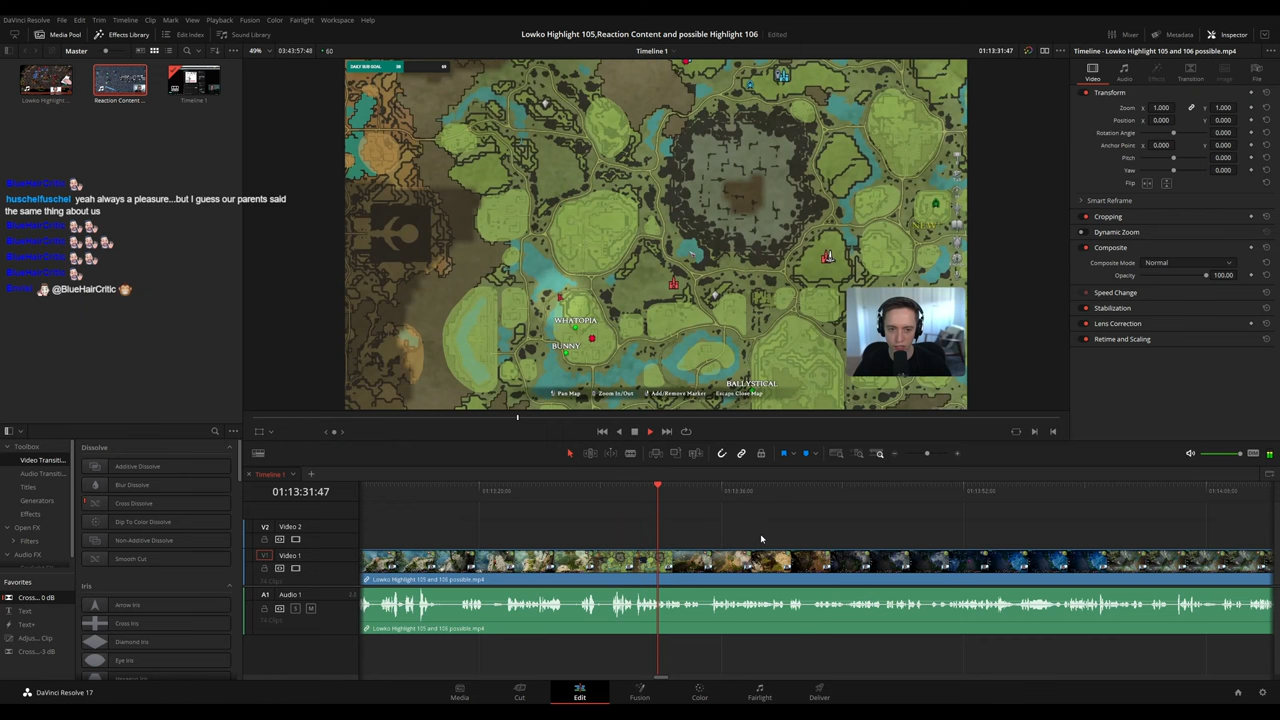 DaVinci Resolve File Edit Trim Timeline Clip Mark View Playback Fusion Color Fairlight Workspace Help
Media Pool Effects Library Edit Index Sound Library Lowko Highlight 105,Reaction Content and possible Highlight 106 Edited Mixer Metadata Inspector
Master 49% 03:43:57:48 60 Timeline 1 01:13:31:47 Timeline - Lowko Highlight 105 and 106 possible.mp4
DAILY SUB GOAL
Video Audio Effects Transition Image File
Lowko Highlight ... Reaction Content ... Timeline 1
Transform
Zoom X 1.000 Y 1.000
Position X 0.000 Y 0.000
Rotation Angle 0.000
Anchor Point X 0.000 Y 0.000
Pitch 0.000
Yaw 0.000
Flip
Smart Reframe
Cropping
Dynamic Zoom
Composite
Composite Mode Normal
Opacity 100.00
Speed Change
Stabilization
Lens Correction
Retime and Scaling
BlueHairCritic
huschelfuschel yeah always a pleasure...but I guess our parents said
the same thing about us
BlueHairCritic
BlueHairCritic
BlueHairCritic
BlueHairCritic
@BlueHairCritic
WHATOPIA
BUNNY
BALLYSTICAL
Pan Map Zoom In/Out Add/Remove Marker Escape Close Map
Toolbox
Video Transiti...
Audio Transiti...
Titles
Generators
Effects
Open FX
Filters
Audio FX
Dissolve
Additive Dissolve
Blur Dissolve
Cross Dissolve
Dip To Color Dissolve
Non-Additive Dissolve
Smooth Cut
Iris
Arrow Iris
Cross Iris
Diamond Iris
Eye Iris
Favorites
Cross... 0 dB
Text
Text+
Adjus... Clip
Cross...-3 dB
Timeline 1
01:13:31:47 01:13:20:00 01:13:36:00 01:13:52:00 01:14:08:00
V2 Video 2
V1 Video 1
Lowko Highlight 105 and 106 possible.mp4
A1 Audio 1 2.0
S M
Lowko Highlight 105 and 106 possible.mp4
DaVinci Resolve 17
Media Cut Edit Fusion Color Fairlight Deliver